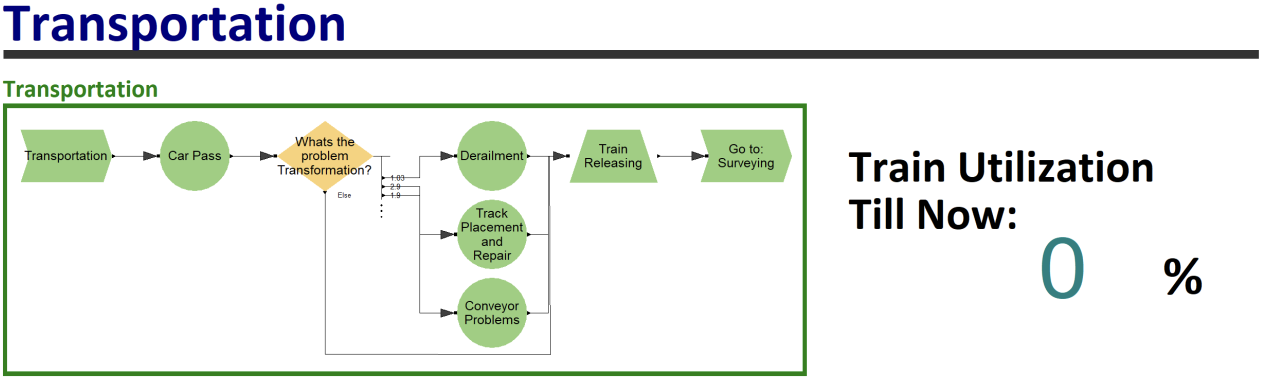 Transportation
Transportation
Transportation
Car Pass
Whats the
problem
Transformation?
1.03
2.9
1.9
Else
Derailment
Track
Placement
and
Repair
Conveyor
Problems
Train
Releasing
Go to:
Surveying
Train Utilization
Till Now:
0 %